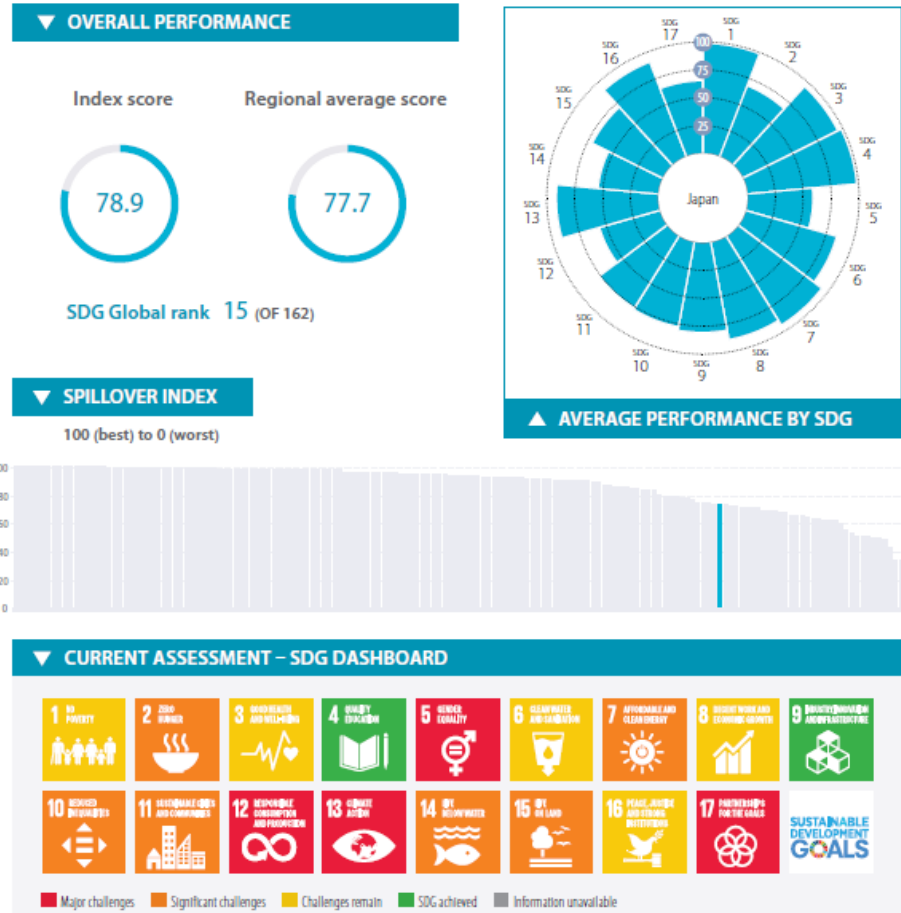 ▼ OVERALL PERFORMANCE
Index score
Regional average score
78.9
77.7
SDG Global rank 15 (OF 162)
SDG 1
SDG 2
SDG 3
SDG 4
SDG 5
SDG 6
SDG 7
SDG 8
SDG 9
SDG 10
SDG 11
SDG 12
SDG 13
SDG 14
SDG 15
SDG 16
SDG 17
100
75
50
25
Japan
▲ AVERAGE PERFORMANCE BY SDG
▼ SPILLOVER INDEX
100 (best) to 0 (worst)
00
80
60
40
20
0
▼ CURRENT ASSESSMENT – SDG DASHBOARD
1 NO
POVERTY
2 ZERO
HUNGER
3 GOOD HEALTH
AND WELL-BEING
4 QUALITY
EDUCATION
5 GENDER
EQUALITY
6 CLEAN WATER
AND SANITATION
7 AFFORDABLE AND
CLEAN ENERGY
8 DECENT WORK AND
ECONOMIC GROWTH
9 INDUSTRY, INNOVATION
AND INFRASTRUCTURE
10 REDUCED
INEQUALITIES
11 SUSTAINABLE CITIES
AND COMMUNITIES
12 RESPONSIBLE
CONSUMPTION
AND PRODUCTION
13 CLIMATE
ACTION
14 LIFE
BELOW WATER
15 LIFE
ON LAND
16 PEACE, JUSTICE
AND STRONG
INSTITUTIONS
17 PARTNERSHIPS
FOR THE GOALS
SUSTAINABLE
DEVELOPMENT
GOALS
Major challenges
Significant challenges
Challenges remain
SDG achieved
Information unavailable